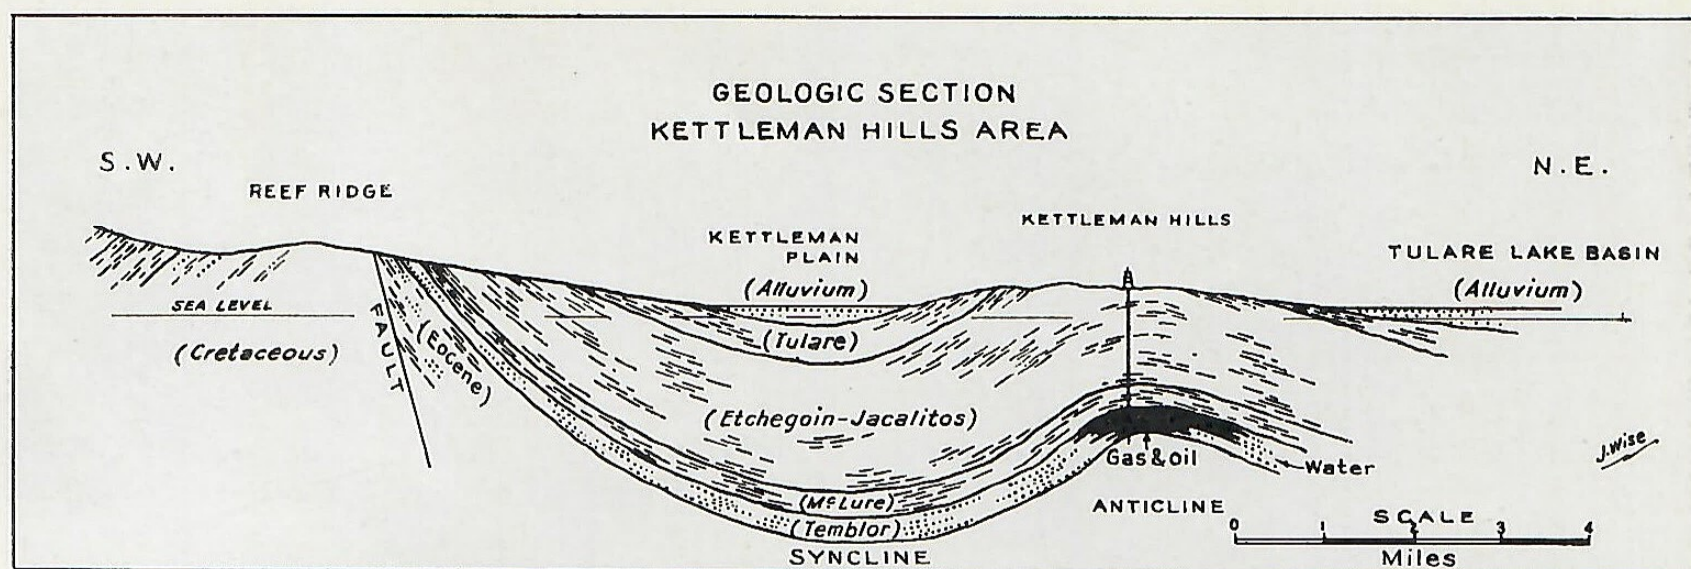 GEOLOGIC SECTION
KETTLEMAN HILLS AREA
S.W.
N.E.
REEF RIDGE
KETTLEMAN HILLS
KETTLEMAN
PLAIN
TULARE LAKE BASIN
(Alluvium)
(Alluvium)
SEA LEVEL
FAULT
(Cretaceous)
(Eocene)
(Tulare)
(Etchegoin-Jacalitos)
J. Wise
Gas & oil
Water
(McLure)
(Temblor)
ANTICLINE
SYNCLINE
SCALE
0 1 2 3 4
Miles